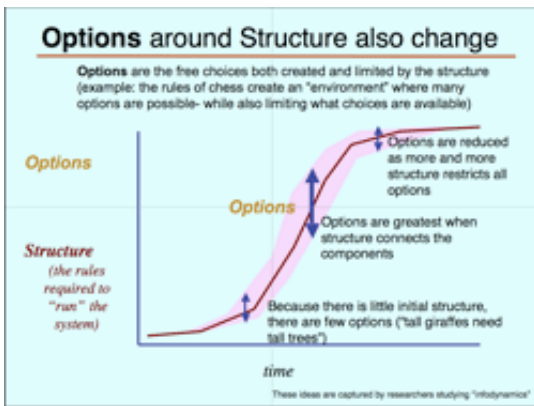 Options around Structure also change
Options are the free choices both created and limited by the structure
(example: the rules of chess create an "environment" where many
options are possible- while also limiting what choices are available)
Options
Options are reduced
as more and more
structure restricts all
options
Options
Options are greatest when
structure connects the
components
Structure
(the rules
required to
"run" the
system)
Because there is little initial structure,
there are few options ("tall giraffes need
tall trees")
time
These ideas are captured by researchers studying "infodynamics"